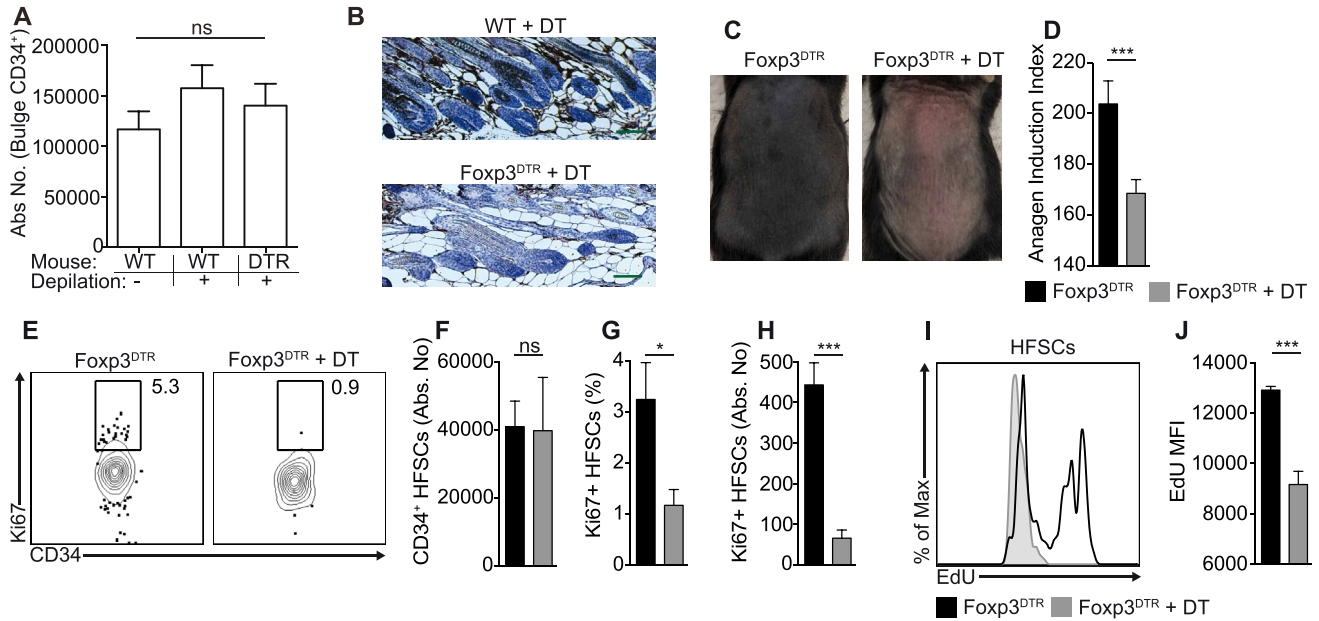 A
Abs No. (Bulge CD34⁺)
200000
150000
100000
50000
0
ns
Mouse: WT WT DTR
Depilation: - + +
B
WT + DT
Foxp3ᴰᵀᴿ + DT
C
Foxp3ᴰᵀᴿ
Foxp3ᴰᵀᴿ + DT
D
Anagen Induction Index
220
200
180
160
140
***
Foxp3ᴰᵀᴿ Foxp3ᴰᵀᴿ + DT
E
Foxp3ᴰᵀᴿ
Foxp3ᴰᵀᴿ + DT
5.3
0.9
Ki67
CD34
F
CD34⁺ HFSCs (Abs. No)
60000
40000
20000
0
ns
G
Ki67+ HFSCs (%)
4
3
2
1
0
*
H
Ki67+ HFSCs (Abs. No)
500
400
300
200
100
0
***
I
HFSCs
% of Max
EdU
J
EdU MFI
14000
12000
10000
8000
6000
***
Foxp3ᴰᵀᴿ Foxp3ᴰᵀᴿ + DT